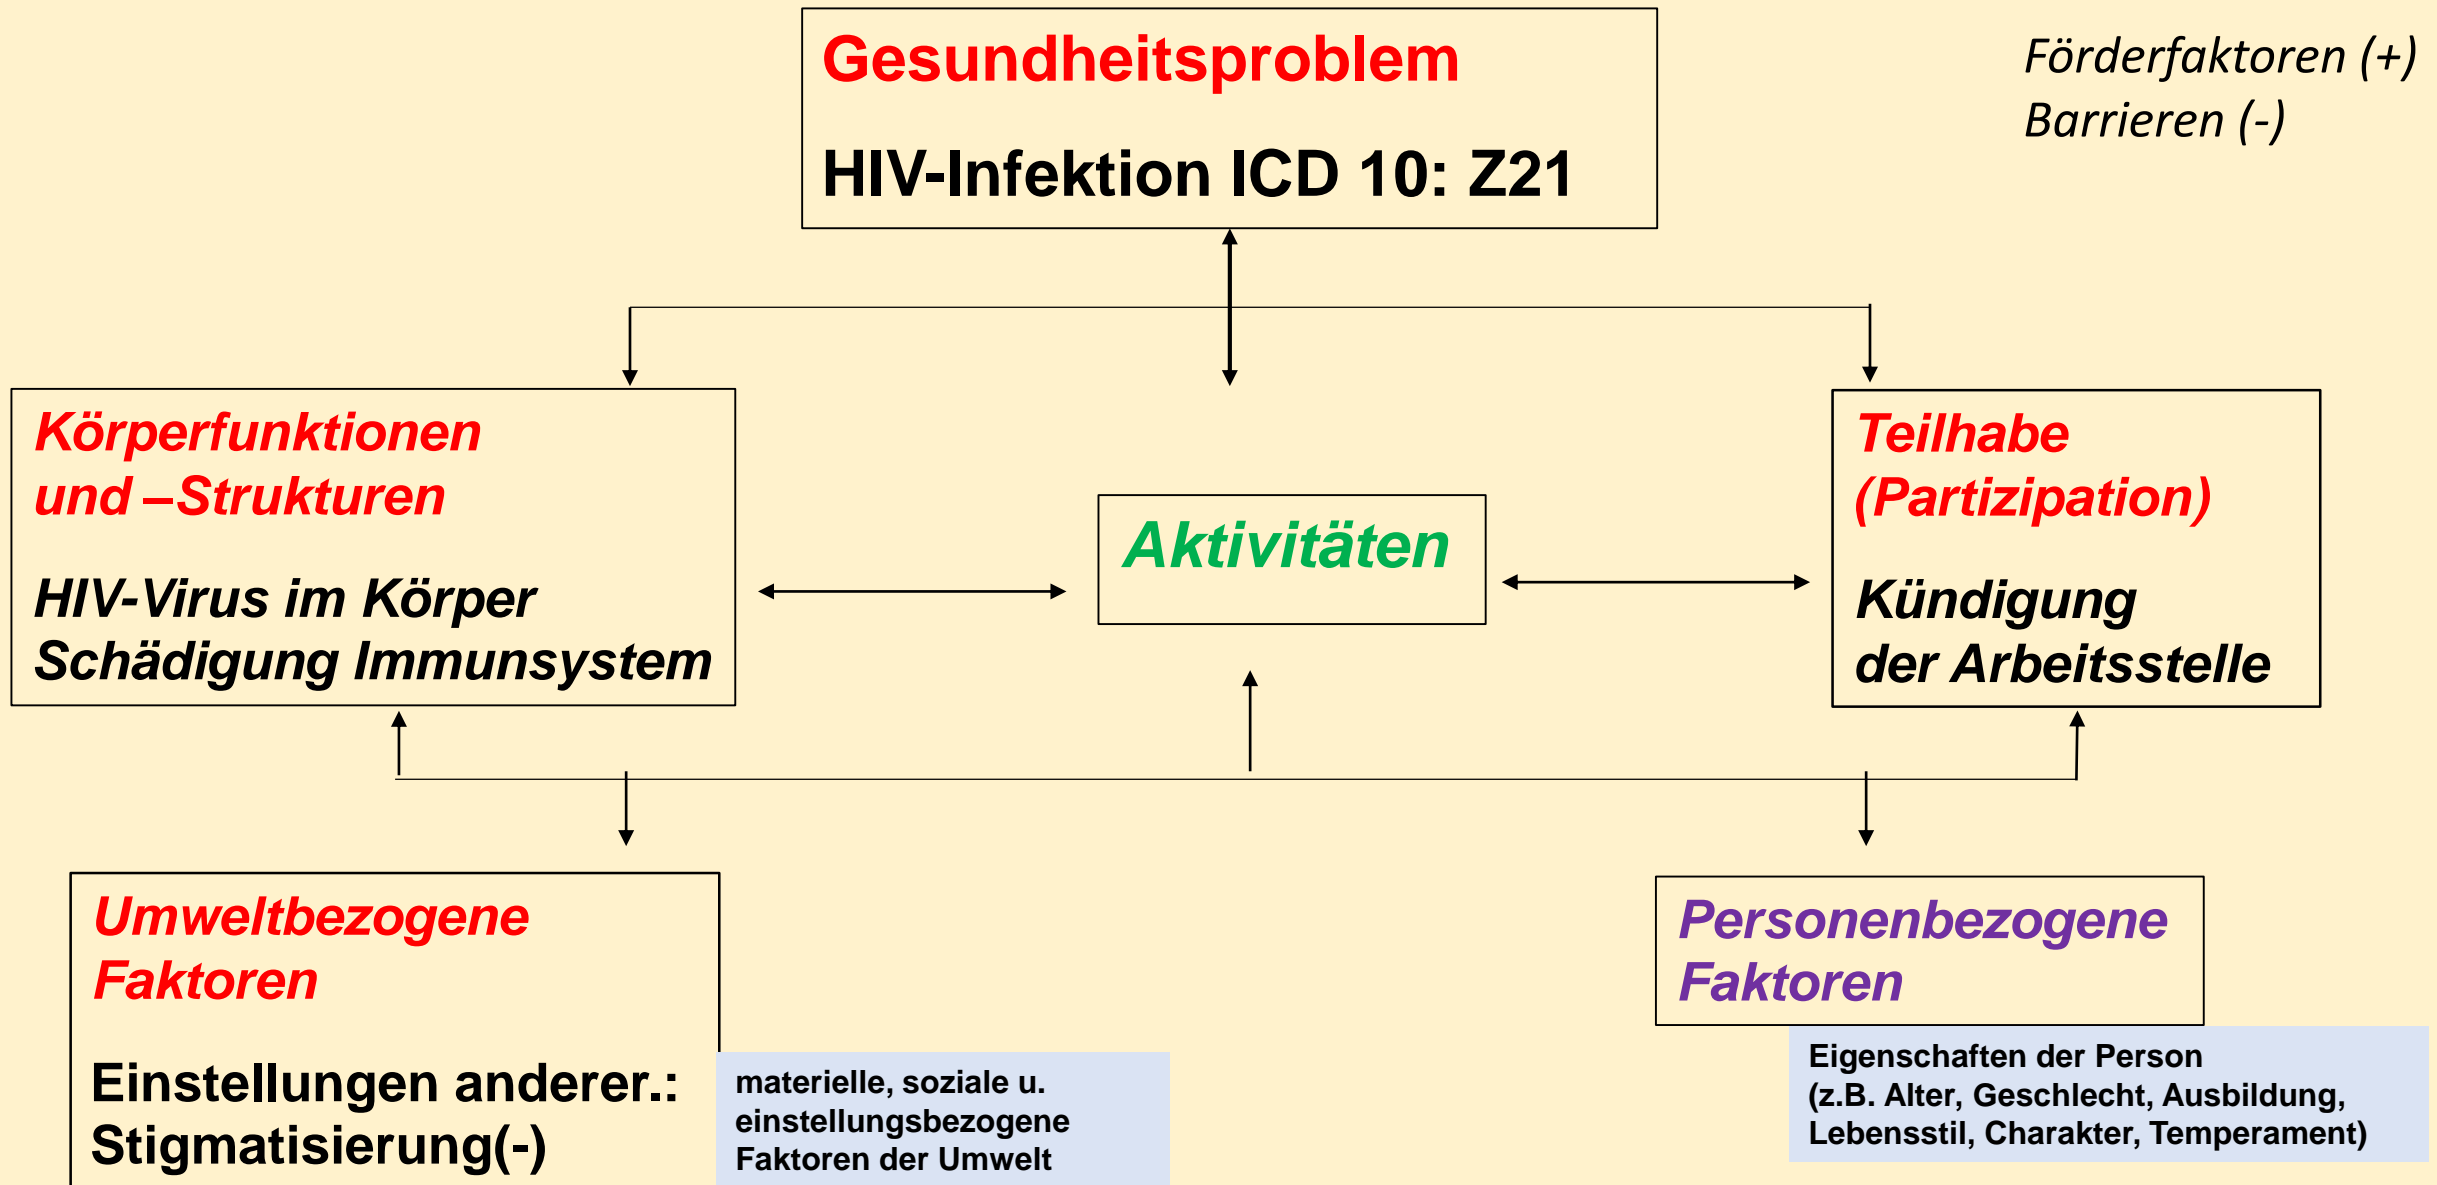 Gesundheitsproblem
HIV-Infektion ICD 10: Z21
Förderfaktoren (+)
Barrieren (-)
Körperfunktionen
und –Strukturen
HIV-Virus im Körper
Schädigung Immunsystem
Aktivitäten
Teilhabe
(Partizipation)
Kündigung
der Arbeitsstelle
Umweltbezogene
Faktoren
Einstellungen anderer.:
Stigmatisierung(-)
materielle, soziale u.
einstellungsbezogene
Faktoren der Umwelt
Personenbezogene
Faktoren
Eigenschaften der Person
(z.B. Alter, Geschlecht, Ausbildung,
Lebensstil, Charakter, Temperament)